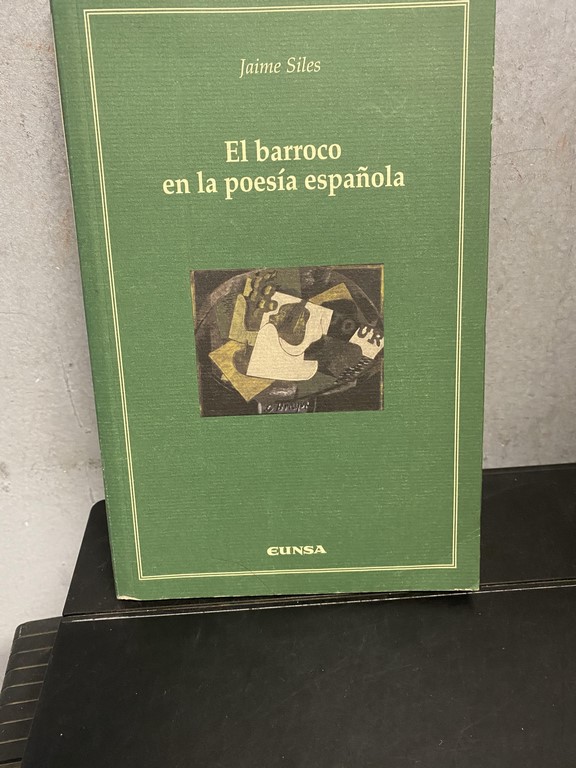 Jaime Siles
El barroco
en la poesía española
EUNSA